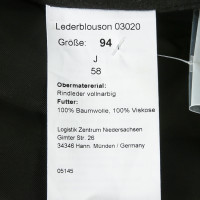 Lederblouson 03020
Größe: 94
J
58
Obermatererial:
Rindleder vollnarbig
Futter:
100% Baumwolle, 100% Viskose
Logistik Zentrum Niedersachsen
Gimter Str. 26
34346 Hann. Münden / Germany
05145